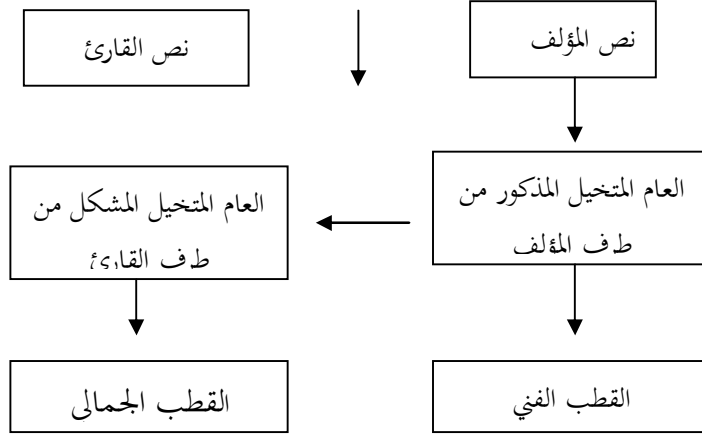 نص المؤلف
نص القارئ
العام المتخيل المذكور من
طرف المؤلف
العام المتخيل المشكل من
طرف القارئ
القطب الفني
القطب الجمالي